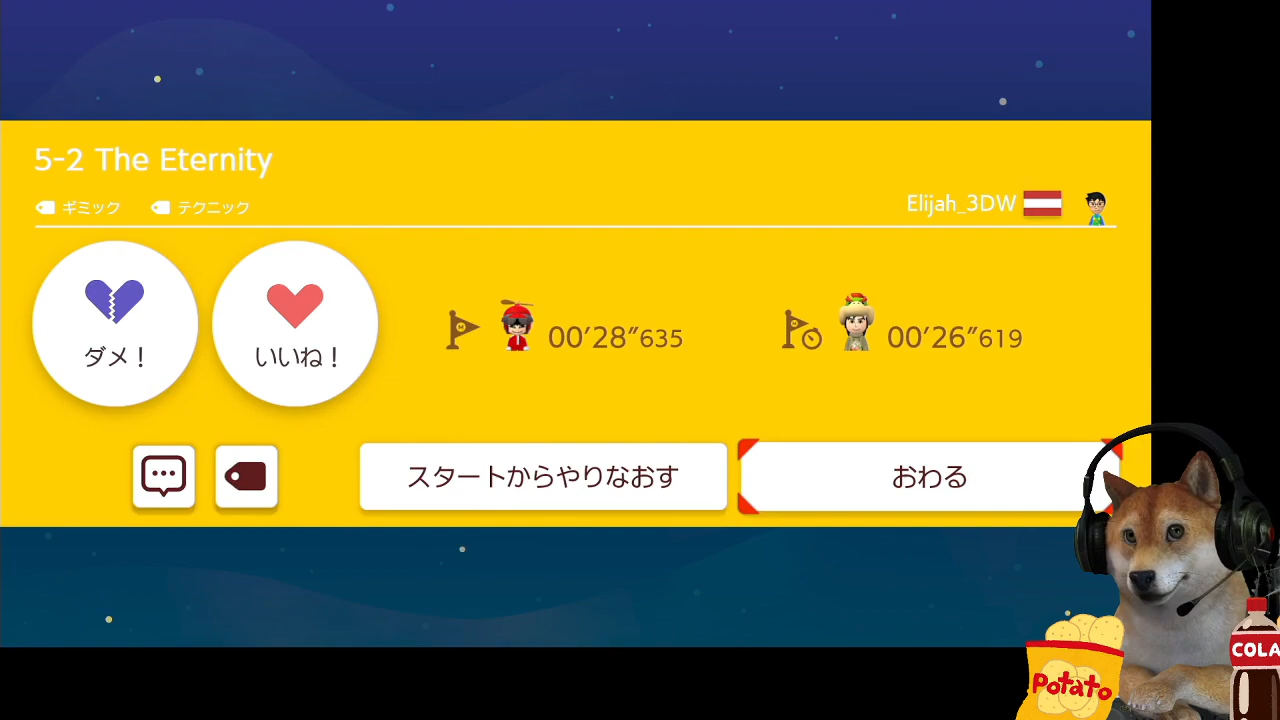 5-2 The Eternity
ギミック テクニック
Elijah_3DW
ダメ！ いいね！
00′28″635
00′26″619
スタートからやりなおす
おわる
potato
COLA